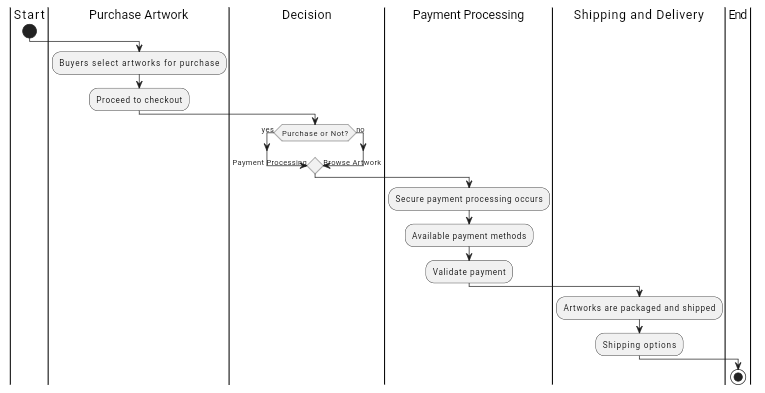 Start
Purchase Artwork
Decision
Payment Processing
Shipping and Delivery
End
Buyers select artworks for purchase
Proceed to checkout
yes
Purchase or Not?
no
Payment Processing
Browse Artwork
Secure payment processing occurs
Available payment methods
Validate payment
Artworks are packaged and shipped
Shipping options